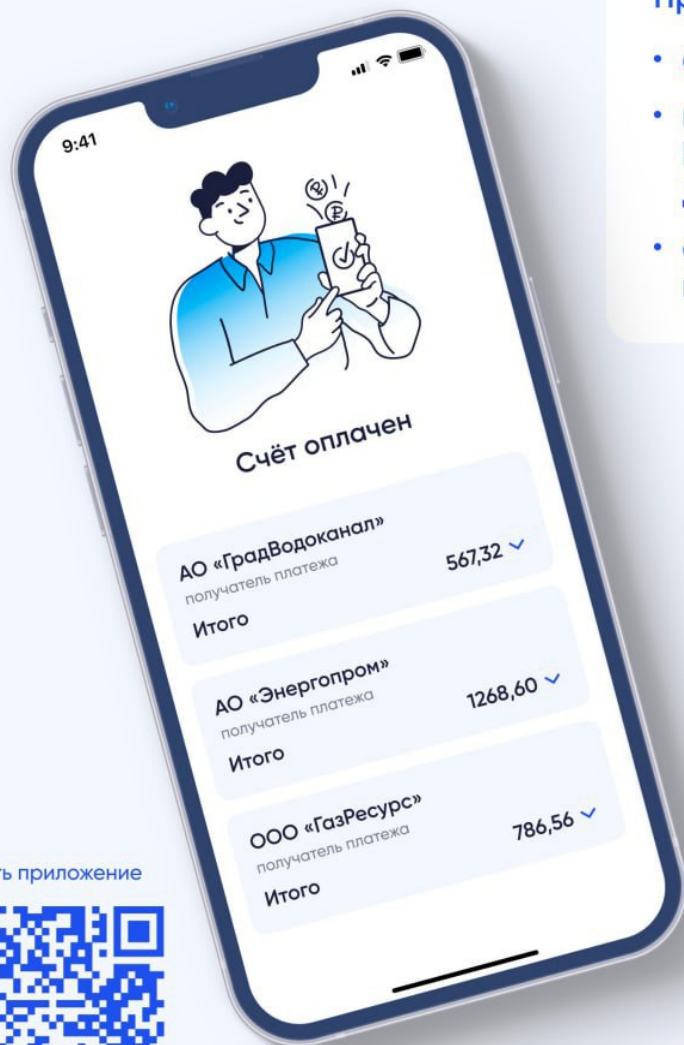 9:41
Счёт оплачен
АО «ГрадВодоканал»
получатель платежа
567,32
Итого
АО «Энергопром»
получатель платежа
1268,60
Итого
ООО «ГазРесурс»
получатель платежа
786,56
Итого
приложение